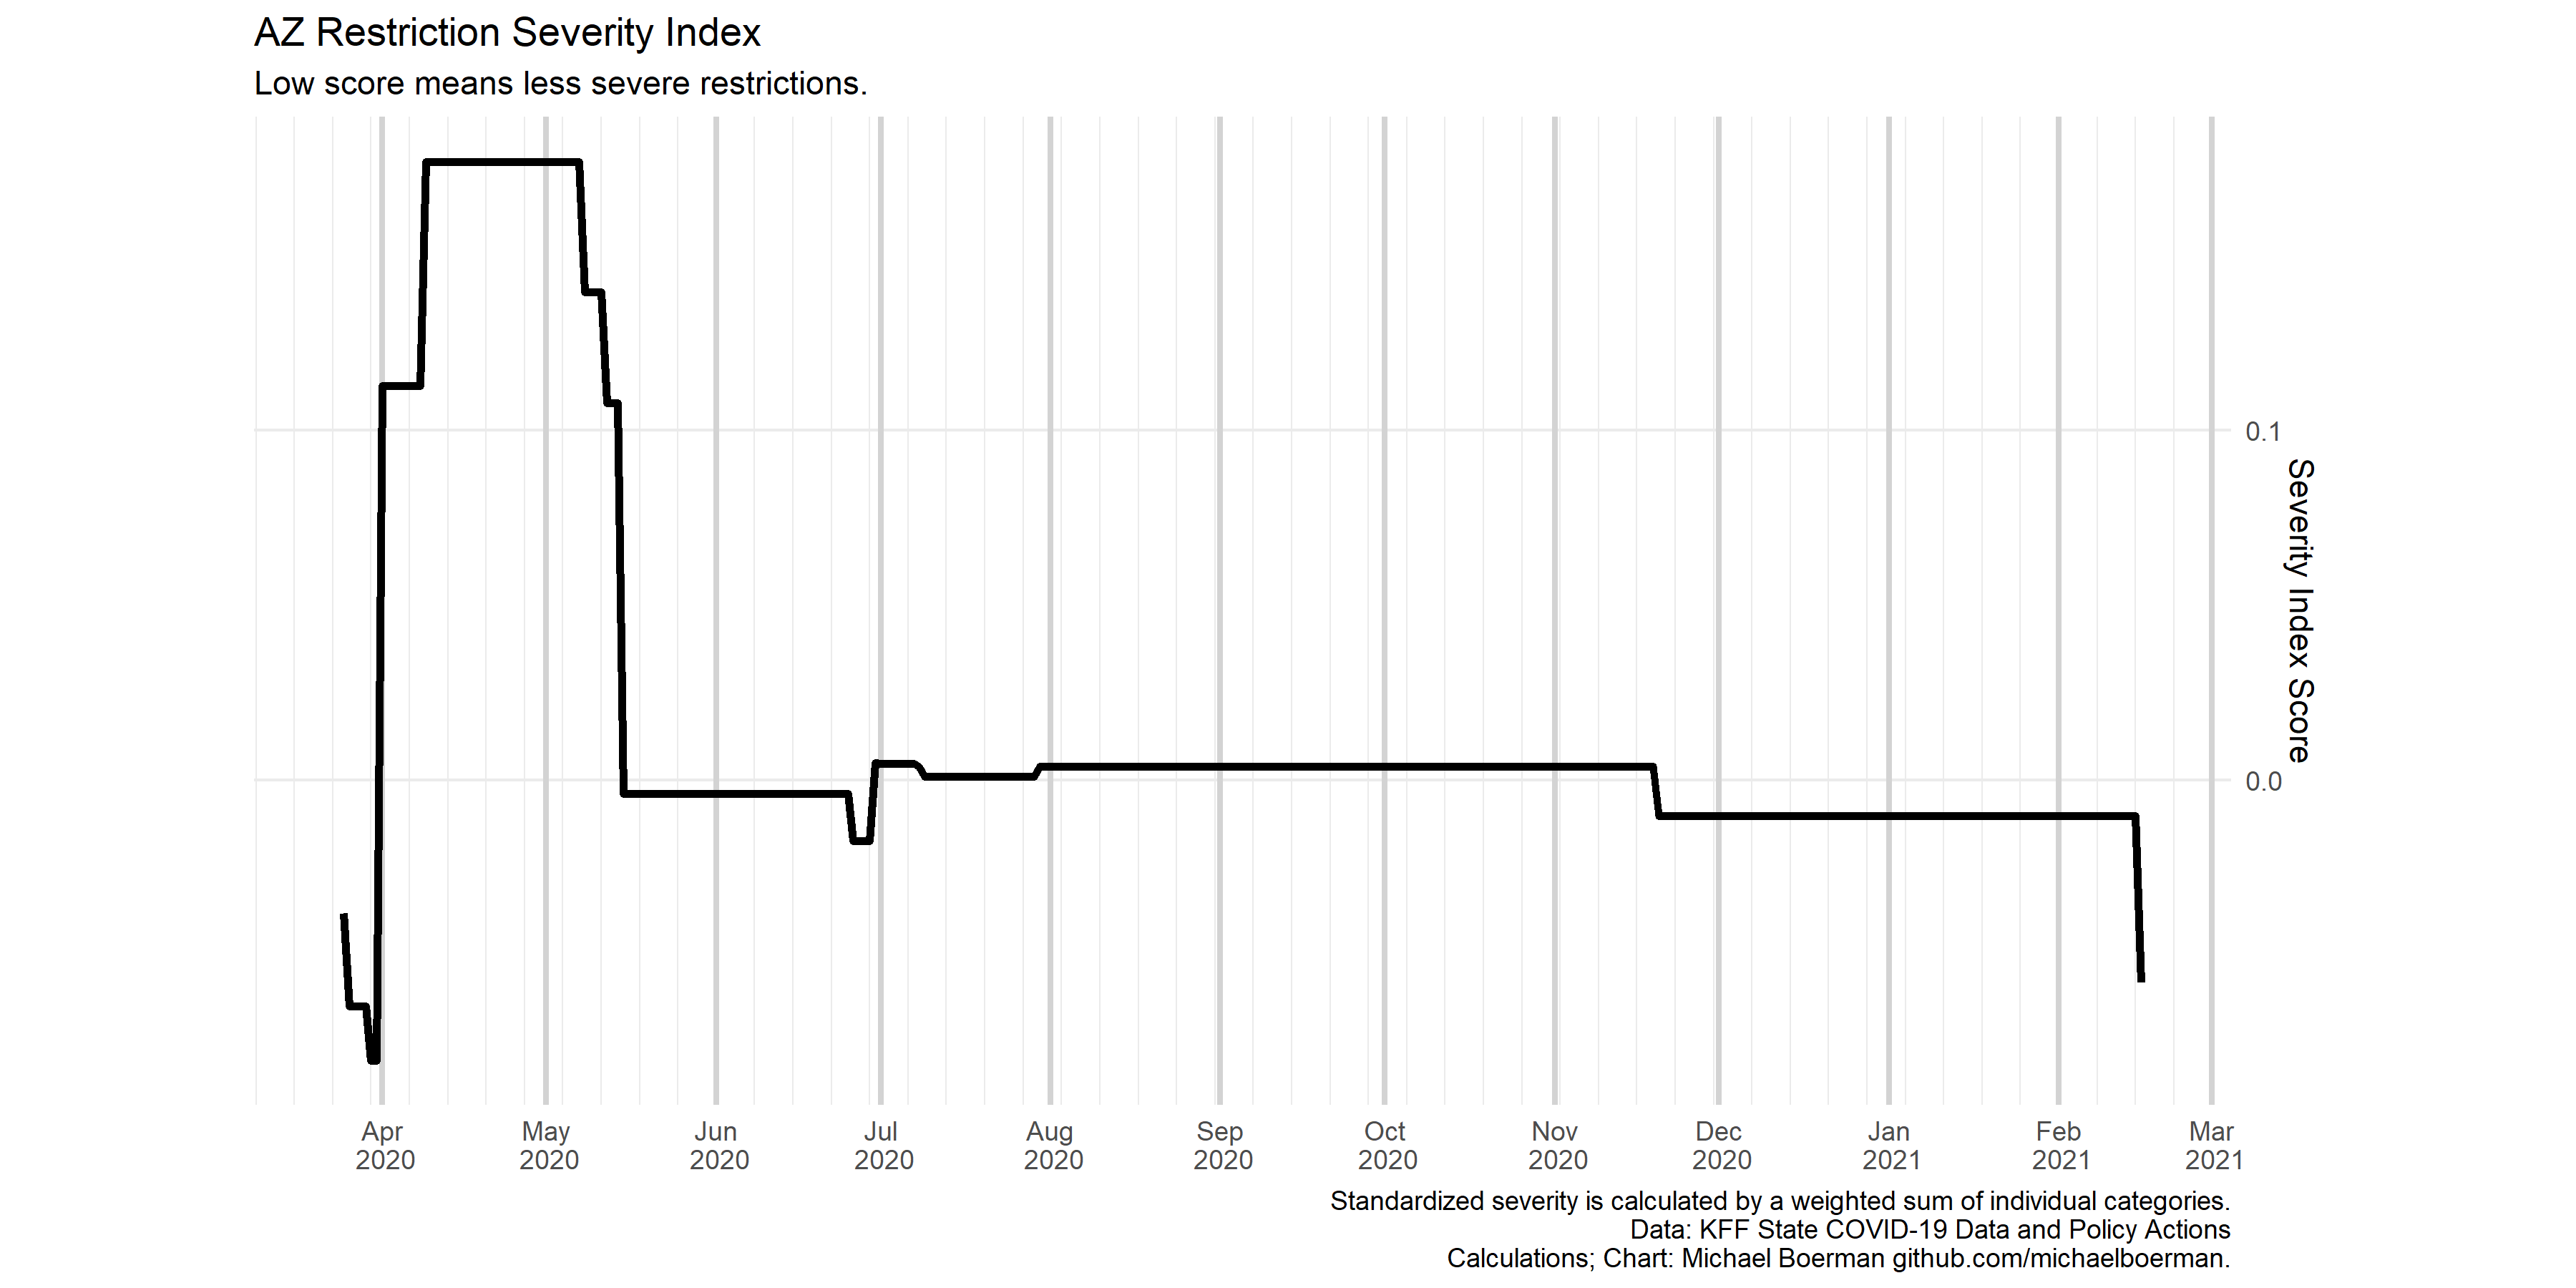 AZ Restriction Severity Index
Low score means less severe restrictions.
0.1
0.0
Severity Index Score
Apr May Jun Jul Aug Sep Oct Nov Dec Jan Feb Mar
2020 2020 2020 2020 2020 2020 2020 2020 2020 2021 2021 2021
Standardized severity is calculated by a weighted sum of individual categories.
Data: KFF State COVID-19 Data and Policy Actions
Calculations; Chart: Michael Boerman github.com/michaelboerman.